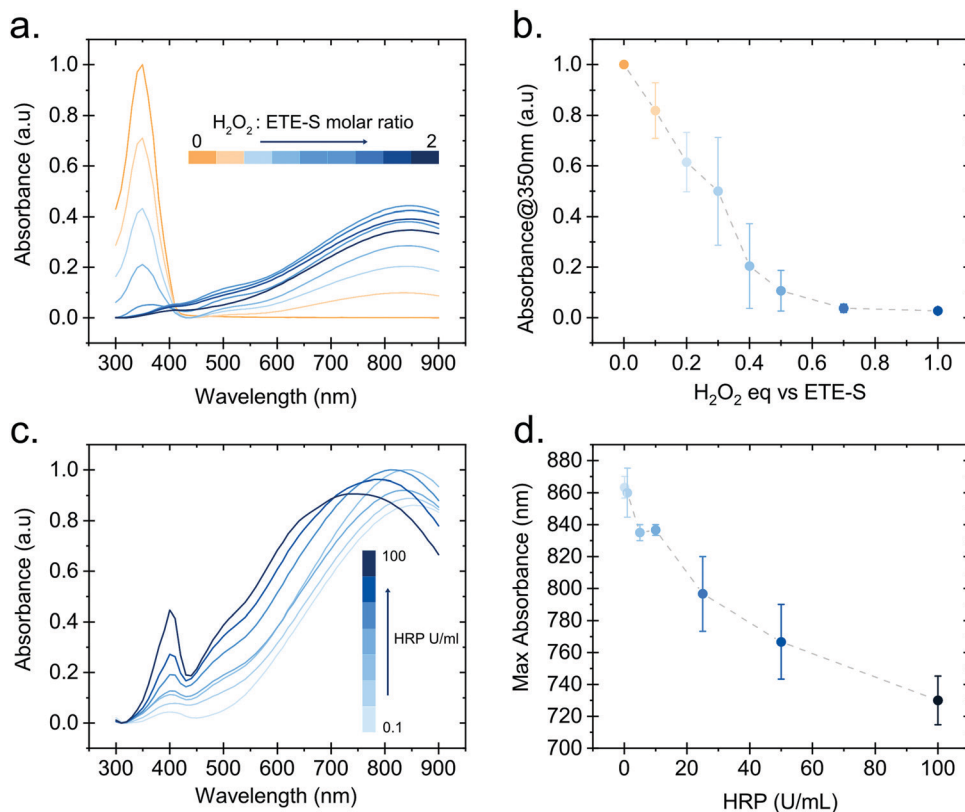 a.
Absorbance (a.u)
1.0
0.8
0.6
0.4
0.2
0.0
H₂O₂ : ETE-S molar ratio
0 2
300 400 500 600 700 800 900
Wavelength (nm)
b.
Absorbance@350nm (a.u)
1.0
0.8
0.6
0.4
0.2
0.0
0.0 0.2 0.4 0.6 0.8 1.0
H₂O₂ eq vs ETE-S
c.
Absorbance (a.u)
1.0
0.8
0.6
0.4
0.2
0.0
100
HRP U/ml
0.1
300 400 500 600 700 800 900
Wavelength (nm)
d.
Max Absorbance (nm)
880
860
840
820
800
780
760
740
720
700
0 20 40 60 80 100
HRP (U/mL)